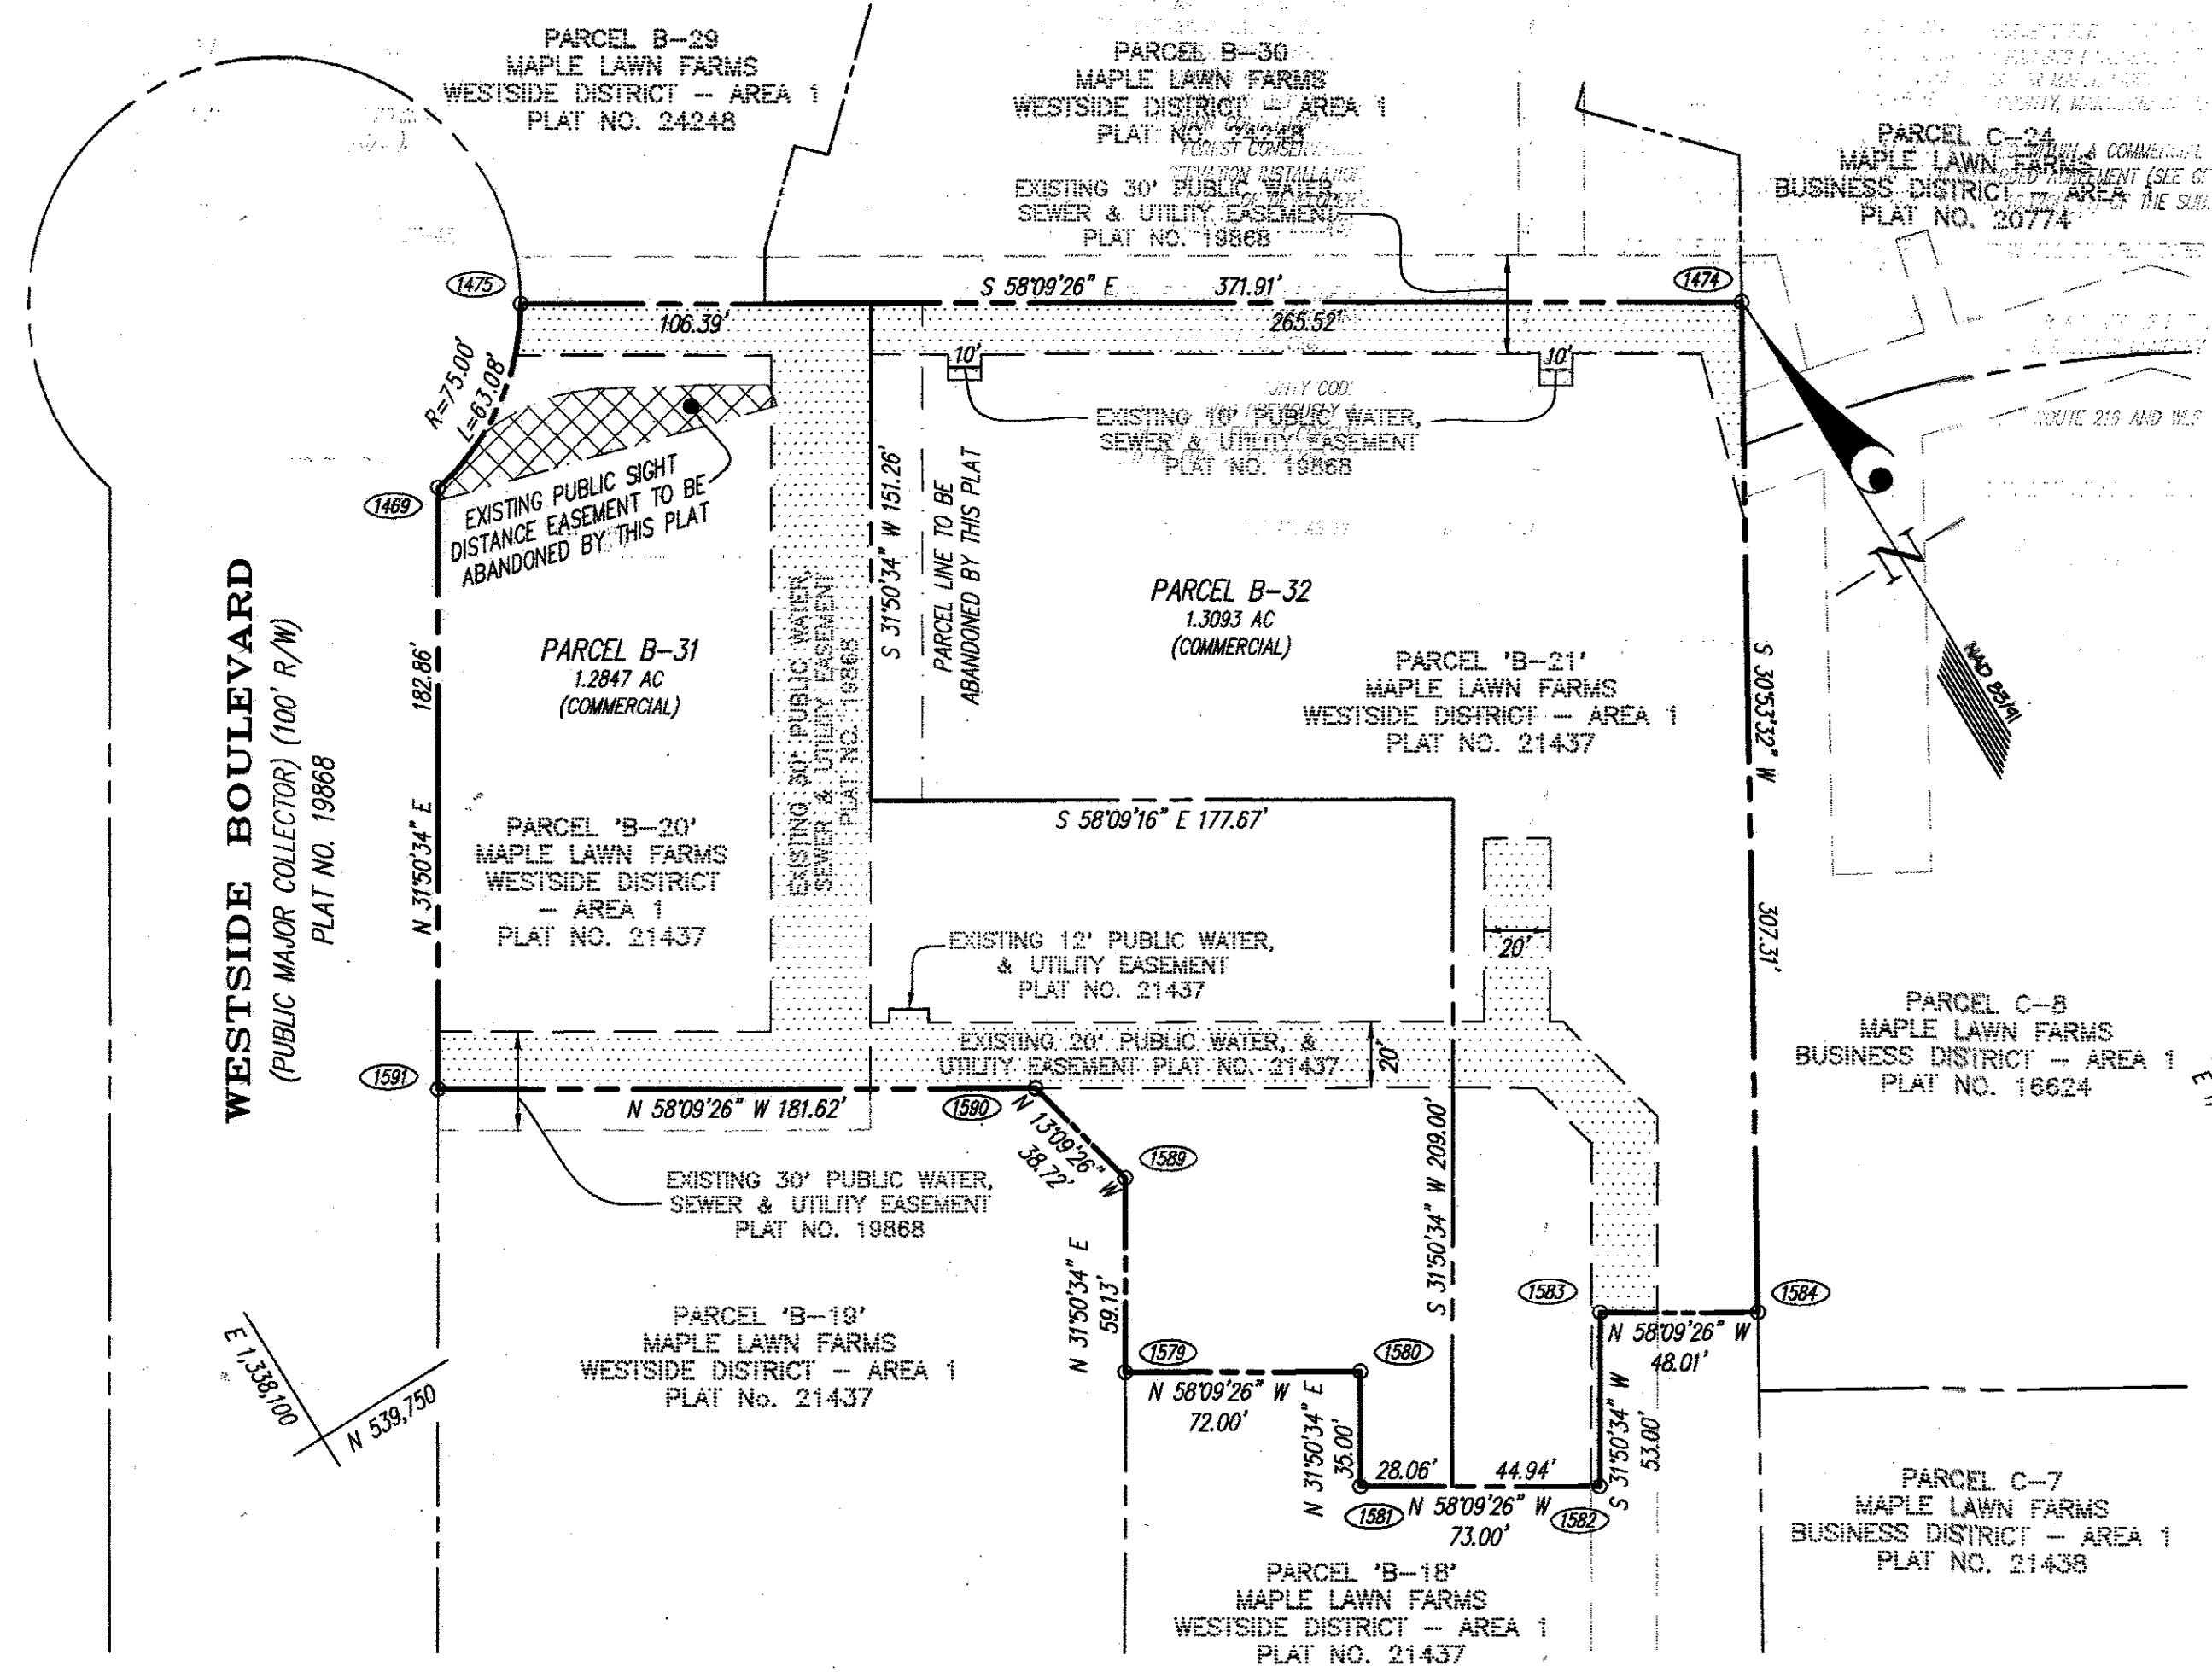 PARCEL B-29
MAPLE LAWN FARMS
WESTSIDE DISTRICT - AREA 1
PLAT NO. 24248
PARCEL B-30
MAPLE LAWN FARMS
WESTSIDE DISTRICT - AREA 1
PLAT NO. 24248
EXISTING 30' PUBLIC WATER,
SEWER & UTILITY EASEMENT
PLAT NO. 19868
PARCEL C-24
MAPLE LAWN FARMS
BUSINESS DISTRICT - AREA 1
PLAT NO. 20774
1475
S 58°09'26" E 371.91'
1474
106.39'
265.52'
R=75.00'
L=63.08'
10'
10'
EXISTING 10' PUBLIC WATER,
SEWER & UTILITY EASEMENT
PLAT NO. 19868
ROUTE 216 AND
1469
EXISTING PUBLIC SIGHT
DISTANCE EASEMENT TO BE
ABANDONED BY THIS PLAT
S 31°50'34" W 151.26'
PARCEL LINE TO BE
ABANDONED BY THIS PLAT
N
NAD 83/91
WESTSIDE BOULEVARD
(PUBLIC MAJOR COLLECTOR) (100' R/W)
PLAT NO. 19868
N 31°50'34" E 182.86'
PARCEL B-31
1.2847 AC
(COMMERCIAL)
EXISTING 30' PUBLIC WATER,
SEWER & UTILITY EASEMENT
PLAT NO. 19868
PARCEL B-32
1.3093 AC
(COMMERCIAL)
PARCEL 'B-21'
MAPLE LAWN FARMS
WESTSIDE DISTRICT - AREA 1
PLAT NO. 21437
S 30°53'32" W
307.31'
S 58°09'16" E 177.67'
PARCEL 'B-20'
MAPLE LAWN FARMS
WESTSIDE DISTRICT
- AREA 1
PLAT NO. 21437
EXISTING 12' PUBLIC WATER,
& UTILITY EASEMENT
PLAT NO. 21437
20'
EXISTING 20' PUBLIC WATER, &
UTILITY EASEMENT PLAT NO. 21437
20'
PARCEL C-8
MAPLE LAWN FARMS
BUSINESS DISTRICT - AREA 1
PLAT NO. 16624
1591
N 58°09'26" W 181.62'
1590
N 13°09'26" W
38.72'
1589
EXISTING 30' PUBLIC WATER,
SEWER & UTILITY EASEMENT
PLAT NO. 19868
S 31°50'34" W 209.00'
N 31°50'34" E
59.13'
1583
1584
N 58°09'26" W
48.01'
1579
1580
N 58°09'26" W
72.00'
N 31°50'34" E
35.00'
S 31°50'34" W
53.00'
28.06'
44.94'
1581
N 58°09'26" W
73.00'
1582
E 1,338,100
N 539,750
PARCEL 'B-19'
MAPLE LAWN FARMS
WESTSIDE DISTRICT - AREA 1
PLAT No. 21437
PARCEL C-7
MAPLE LAWN FARMS
BUSINESS DISTRICT - AREA 1
PLAT NO. 21438
PARCEL 'B-18'
MAPLE LAWN FARMS
WESTSIDE DISTRICT - AREA 1
PLAT NO. 21437